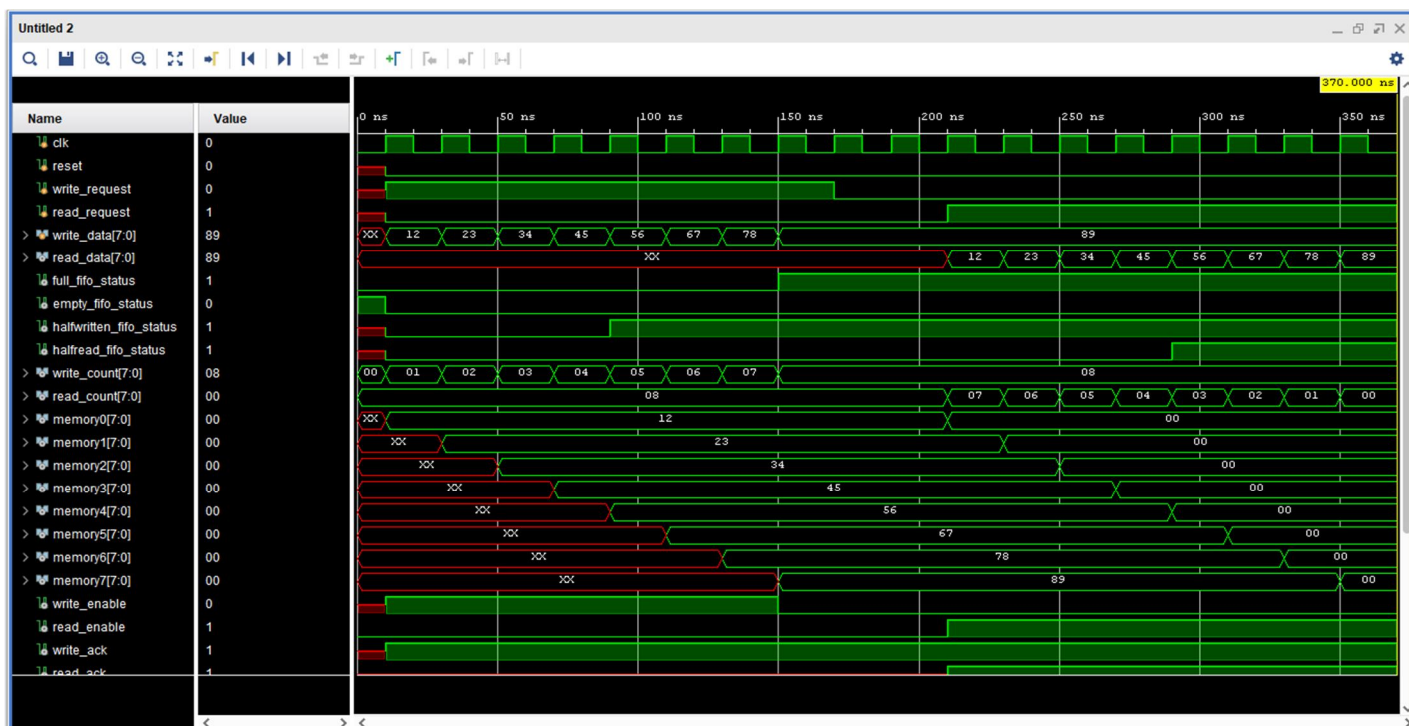 Untitled 2
370.000 ns
Name Value 0 ns 50 ns 100 ns 150 ns 200 ns 250 ns 300 ns 350 ns
clk 0
reset 0
write_request 0
read_request 1
write_data[7:0] 89 XX 12 23 34 45 56 67 78 89
read_data[7:0] 89 XX 12 23 34 45 56 67 78 89
full_fifo_status 1
empty_fifo_status 0
halfwritten_fifo_status 1
halfread_fifo_status 1
write_count[7:0] 08 00 01 02 03 04 05 06 07 08
read_count[7:0] 00 08 07 06 05 04 03 02 01 00
memory0[7:0] 00 XX 12 00
memory1[7:0] 00 XX 23 00
memory2[7:0] 00 XX 34 00
memory3[7:0] 00 XX 45 00
memory4[7:0] 00 XX 56 00
memory5[7:0] 00 XX 67 00
memory6[7:0] 00 XX 78 00
memory7[7:0] 00 XX 89 00
write_enable 0
read_enable 1
write_ack 1
read_ack 1